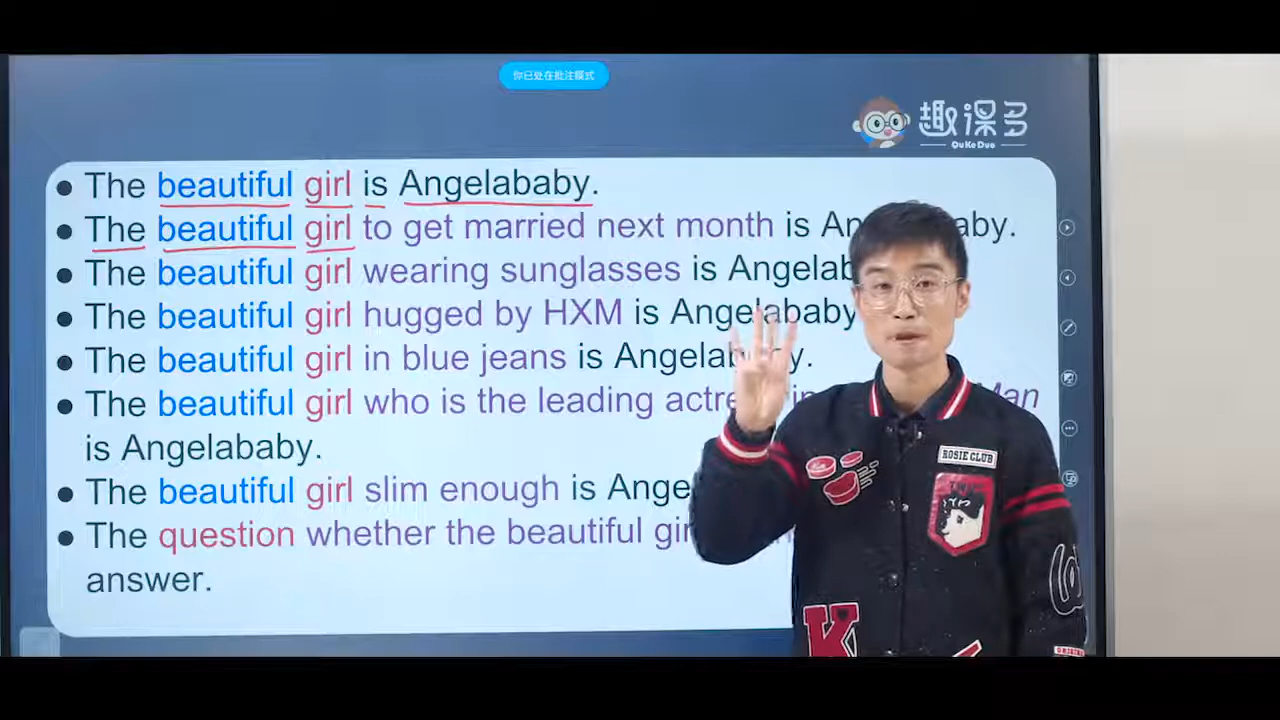 你已处在批注模式
趣课多
QuKeDuo
● The beautiful girl is Angelababy.
● The beautiful girl to get married next month is An aby.
● The beautiful girl wearing sunglasses is Angelab
● The beautiful girl hugged by HXM is Angelababy
● The beautiful girl in blue jeans is Angelab y.
● The beautiful girl who is the leading actre in Man
is Angelababy.
● The beautiful girl slim enough is Ange
● The question whether the beautiful gir
answer.
ROSIE CLUB
K